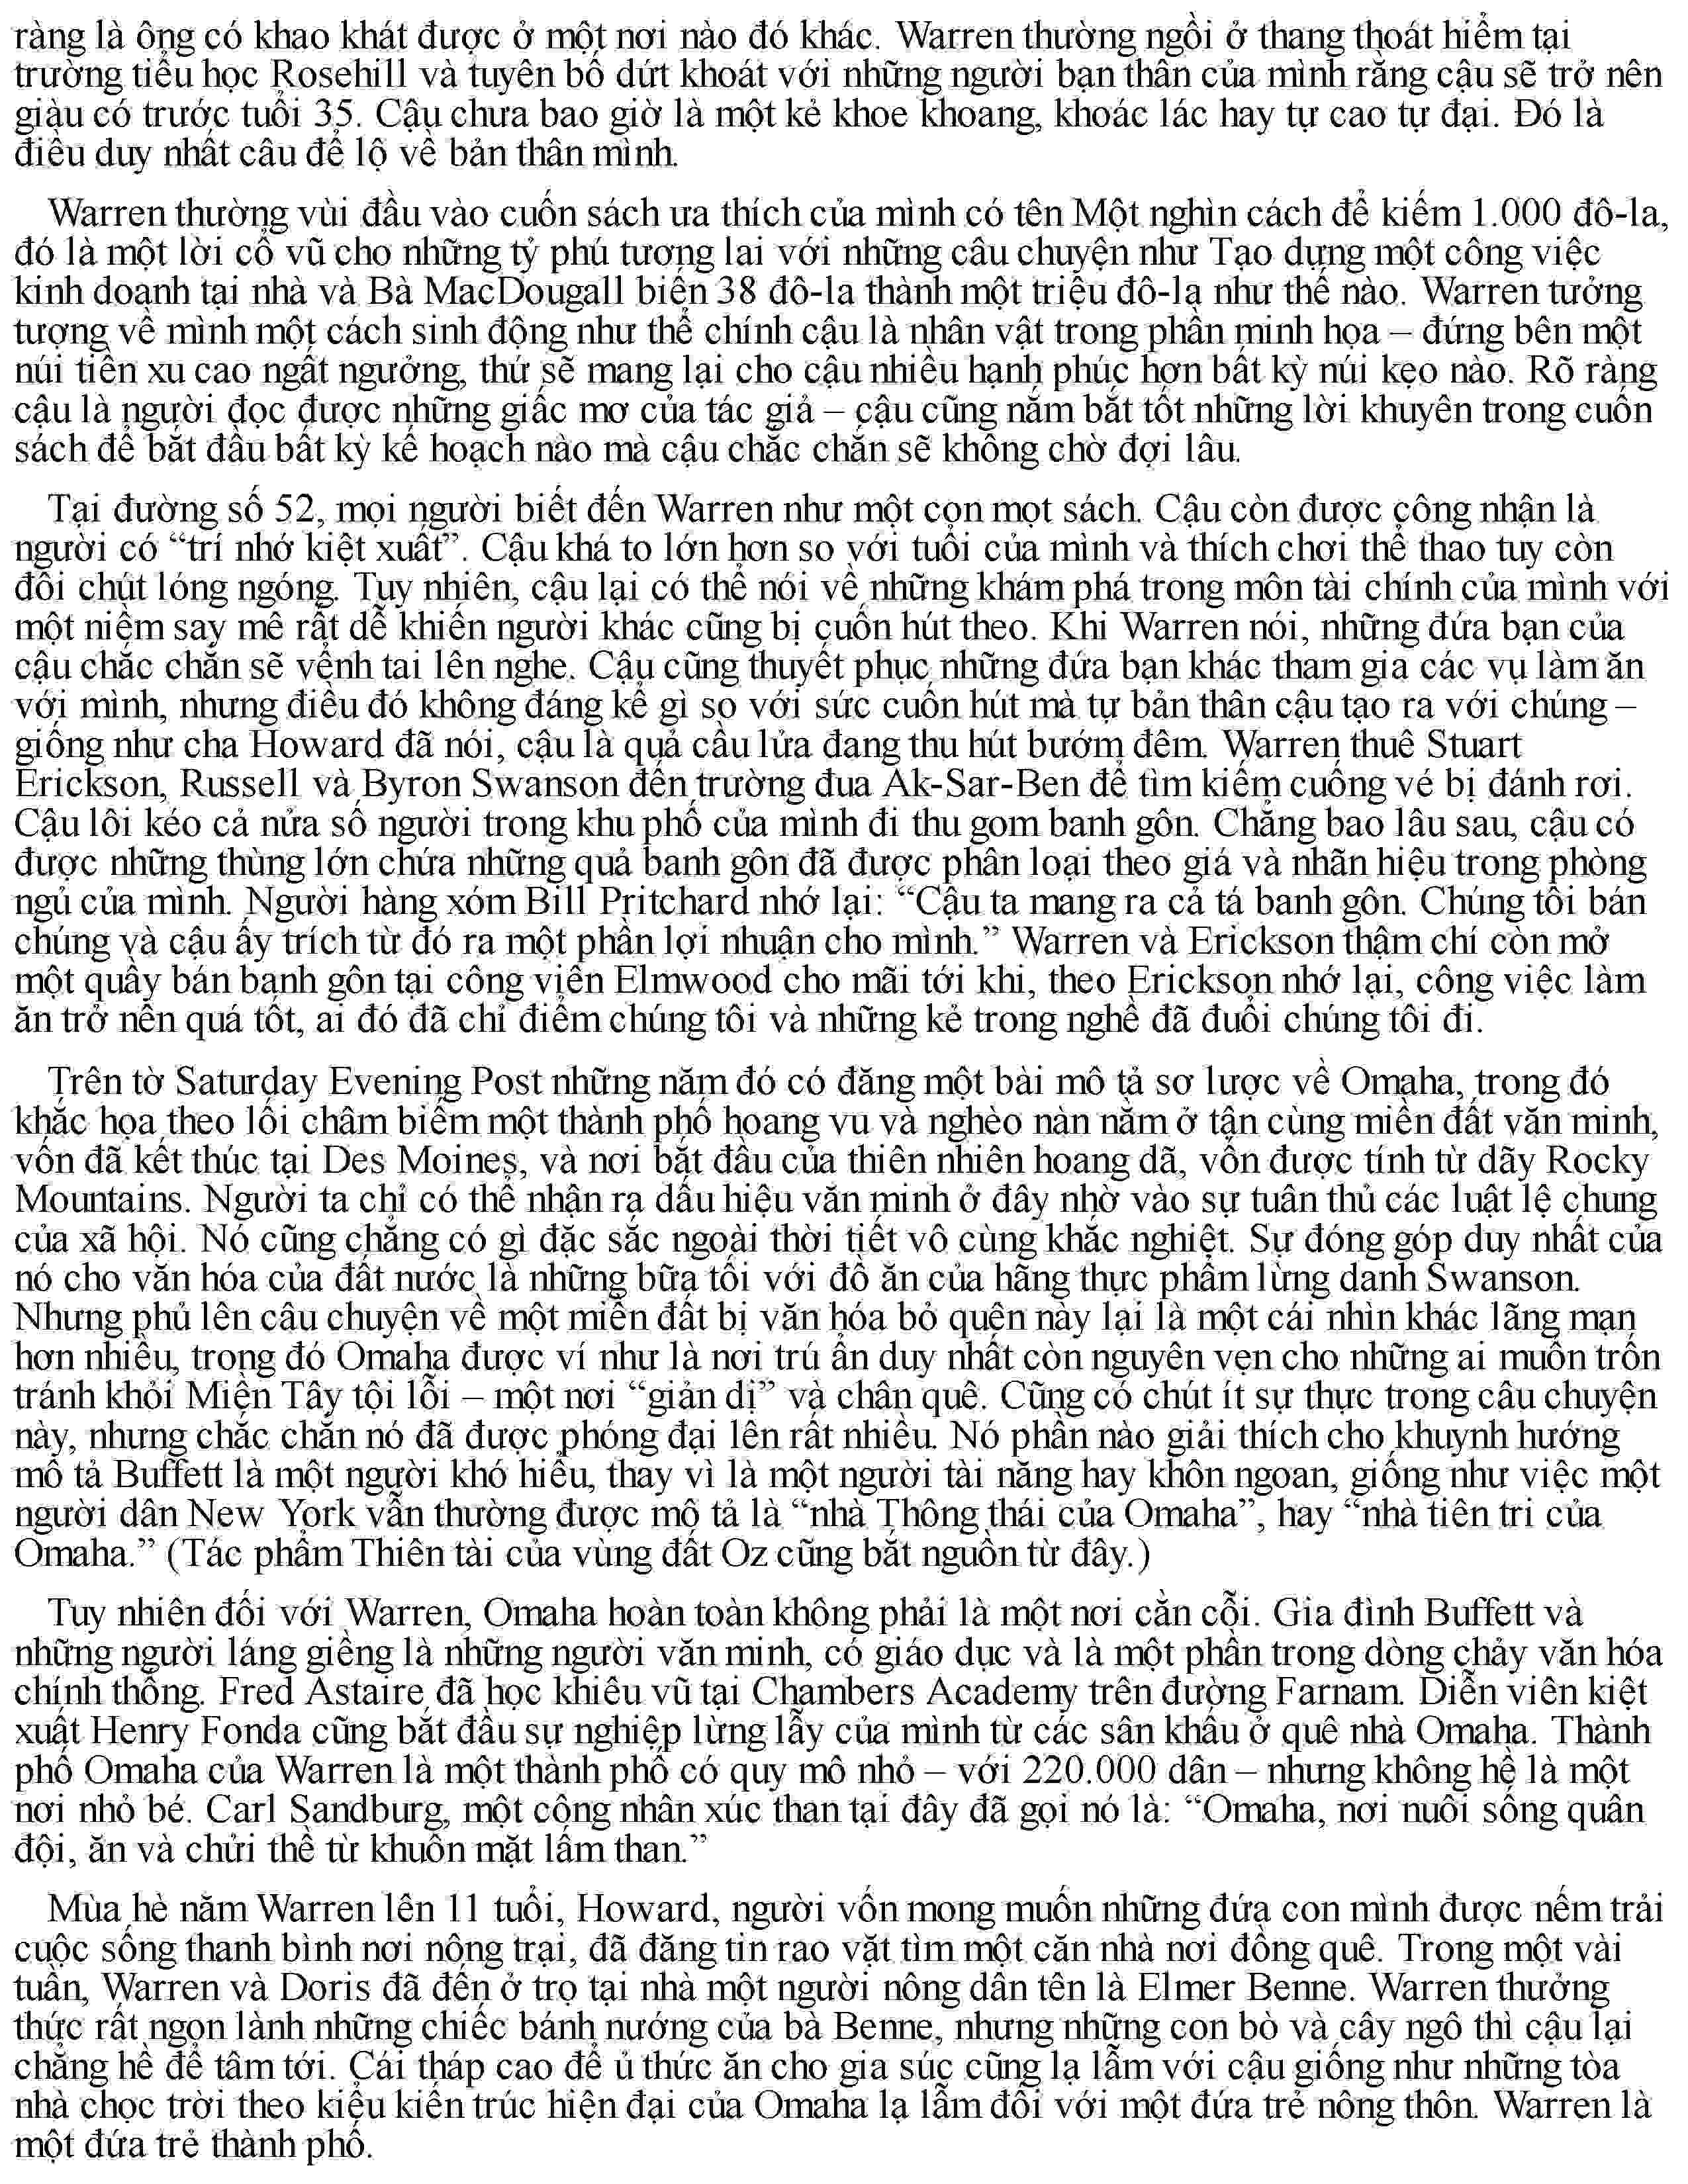 ràng là ông có khao khát được ở một nơi nào đó khác. Warren thường ngồi ở thang thoát hiểm tại
trường tiểu học Rosehill và tuyên bố dứt khoát với những người bạn thân của mình rằng cậu sẽ trở nên
giàu có trước tuổi 35. Cậu chưa bao giờ là một kẻ khoe khoang, khoác lác hay tự cao tự đại. Đó là
điều duy nhất câu để lộ về bản thân mình.
Warren thường vùi đầu vào cuốn sách ưa thích của mình có tên Một nghìn cách để kiếm 1.000 đô-la,
đó là một lời cổ vũ cho những tỷ phú tương lai với những câu chuyện như Tạo dựng một công việc
kinh doanh tại nhà và Bà MacDougall biến 38 đô-la thành một triệu đô-la như thế nào. Warren tưởng
tượng về mình một cách sinh động như thể chính cậu là nhân vật trong phần minh họa – đứng bên một
núi tiền xu cao ngất ngưởng, thứ sẽ mang lại cho cậu nhiều hạnh phúc hơn bất kỳ núi kẹo nào. Rõ ràng
cậu là người đọc được những giấc mơ của tác giả – cậu cũng nắm bắt tốt những lời khuyên trong cuốn
sách để bắt đầu bất kỳ kế hoạch nào mà cậu chắc chắn sẽ không chờ đợi lâu.
Tại đường số 52, mọi người biết đến Warren như một con mọt sách. Cậu còn được công nhận là
người có “trí nhớ kiệt xuất”. Cậu khá to lớn hơn so với tuổi của mình và thích chơi thể thao tuy còn
đôi chút lóng ngóng. Tuy nhiên, cậu lại có thể nói về những khám phá trong môn tài chính của mình với
một niềm say mê rất dễ khiến người khác cũng bị cuốn hút theo. Khi Warren nói, những đứa bạn của
cậu chắc chắn sẽ vểnh tai lên nghe. Cậu cũng thuyết phục những đứa bạn khác tham gia các vụ làm ăn
với mình, nhưng điều đó không đáng kể gì so với sức cuốn hút mà tự bản thân cậu tạo ra với chúng –
giống như cha Howard đã nói, cậu là quả cầu lửa đang thu hút bướm đêm. Warren thuê Stuart
Erickson, Russell và Byron Swanson đến trường đua Ak-Sar-Ben để tìm kiếm cuống vé bị đánh rơi.
Cậu lôi kéo cả nửa số người trong khu phố của mình đi thu gom banh gôn. Chẳng bao lâu sau, cậu có
được những thùng lớn chứa những quả banh gôn đã được phân loại theo giá và nhãn hiệu trong phòng
ngủ của mình. Người hàng xóm Bill Pritchard nhớ lại: “Cậu ta mang ra cả tá banh gôn. Chúng tôi bán
chúng và cậu ấy trích từ đó ra một phần lợi nhuận cho mình.” Warren và Erickson thậm chí còn mở
một quầy bán banh gôn tại công viên Elmwood cho mãi tới khi, theo Erickson nhớ lại, công việc làm
ăn trở nên quá tốt, ai đó đã chỉ điểm chúng tôi và những kẻ trong nghề đã đuổi chúng tôi đi.
Trên tờ Saturday Evening Post những năm đó có đăng một bài mô tả sơ lược về Omaha, trong đó
khắc họa theo lối châm biếm một thành phố hoang vu và nghèo nàn nằm ở tận cùng miền đất văn minh,
vốn đã kết thúc tại Des Moines, và nơi bắt đầu của thiên nhiên hoang dã, vốn được tính từ dãy Rocky
Mountains. Người ta chỉ có thể nhận ra dấu hiệu văn minh ở đây nhờ vào sự tuân thủ các luật lệ chung
của xã hội. Nó cũng chẳng có gì đặc sắc ngoài thời tiết vô cùng khắc nghiệt. Sự đóng góp duy nhất của
nó cho văn hóa của đất nước là những bữa tối với đồ ăn của hãng thực phẩm lừng danh Swanson.
Nhưng phủ lên câu chuyện về một miền đất bị văn hóa bỏ quên này lại là một cái nhìn khác lãng mạn
hơn nhiều, trong đó Omaha được ví như là nơi trú ẩn duy nhất còn nguyên vẹn cho những ai muốn trốn
tránh khỏi Miền Tây tội lỗi – một nơi “giản dị” và chân quê. Cũng có chút ít sự thực trong câu chuyện
này, nhưng chắc chắn nó đã được phóng đại lên rất nhiều. Nó phần nào giải thích cho khuynh hướng
mô tả Buffett là một người khó hiểu, thay vì là một người tài năng hay khôn ngoan, giống như việc một
người dân New York vẫn thường được mô tả là “nhà Thông thái của Omaha”, hay “nhà tiên tri của
Omaha.” (Tác phẩm Thiên tài của vùng đất Oz cũng bắt nguồn từ đây.)
Tuy nhiên đối với Warren, Omaha hoàn toàn không phải là một nơi cằn cỗi. Gia đình Buffett và
những người láng giềng là những người văn minh, có giáo dục và là một phần trong dòng chảy văn hóa
chính thống. Fred Astaire đã học khiêu vũ tại Chambers Academy trên đường Farnam. Diễn viên kiệt
xuất Henry Fonda cũng bắt đầu sự nghiệp lừng lẫy của mình từ các sân khấu ở quê nhà Omaha. Thành
phố Omaha của Warren là một thành phố có quy mô nhỏ – với 220.000 dân – nhưng không hề là một
nơi nhỏ bé. Carl Sandburg, một công nhân xúc than tại đây đã gọi nó là: “Omaha, nơi nuôi sống quân
đội, ăn và chửi thề từ khuôn mặt lấm than.”
Mùa hè năm Warren lên 11 tuổi, Howard, người vốn mong muốn những đứa con mình được nếm trải
cuộc sống thanh bình nơi nông trại, đã đăng tin rao vặt tìm một căn nhà nơi đồng quê. Trong một vài
tuần, Warren và Doris đã đến ở trọ tại nhà một người nông dân tên là Elmer Benne. Warren thưởng
thức rất ngon lành những chiếc bánh nướng của bà Benne, nhưng những con bò và cây ngô thì cậu lại
chẳng hề để tâm tới. Cái tháp cao để ủ thức ăn cho gia súc cũng lạ lẫm với cậu giống như những tòa
nhà chọc trời theo kiểu kiến trúc hiện đại của Omaha lạ lẫm đối với một đứa trẻ nông thôn. Warren là
một đứa trẻ thành phố.